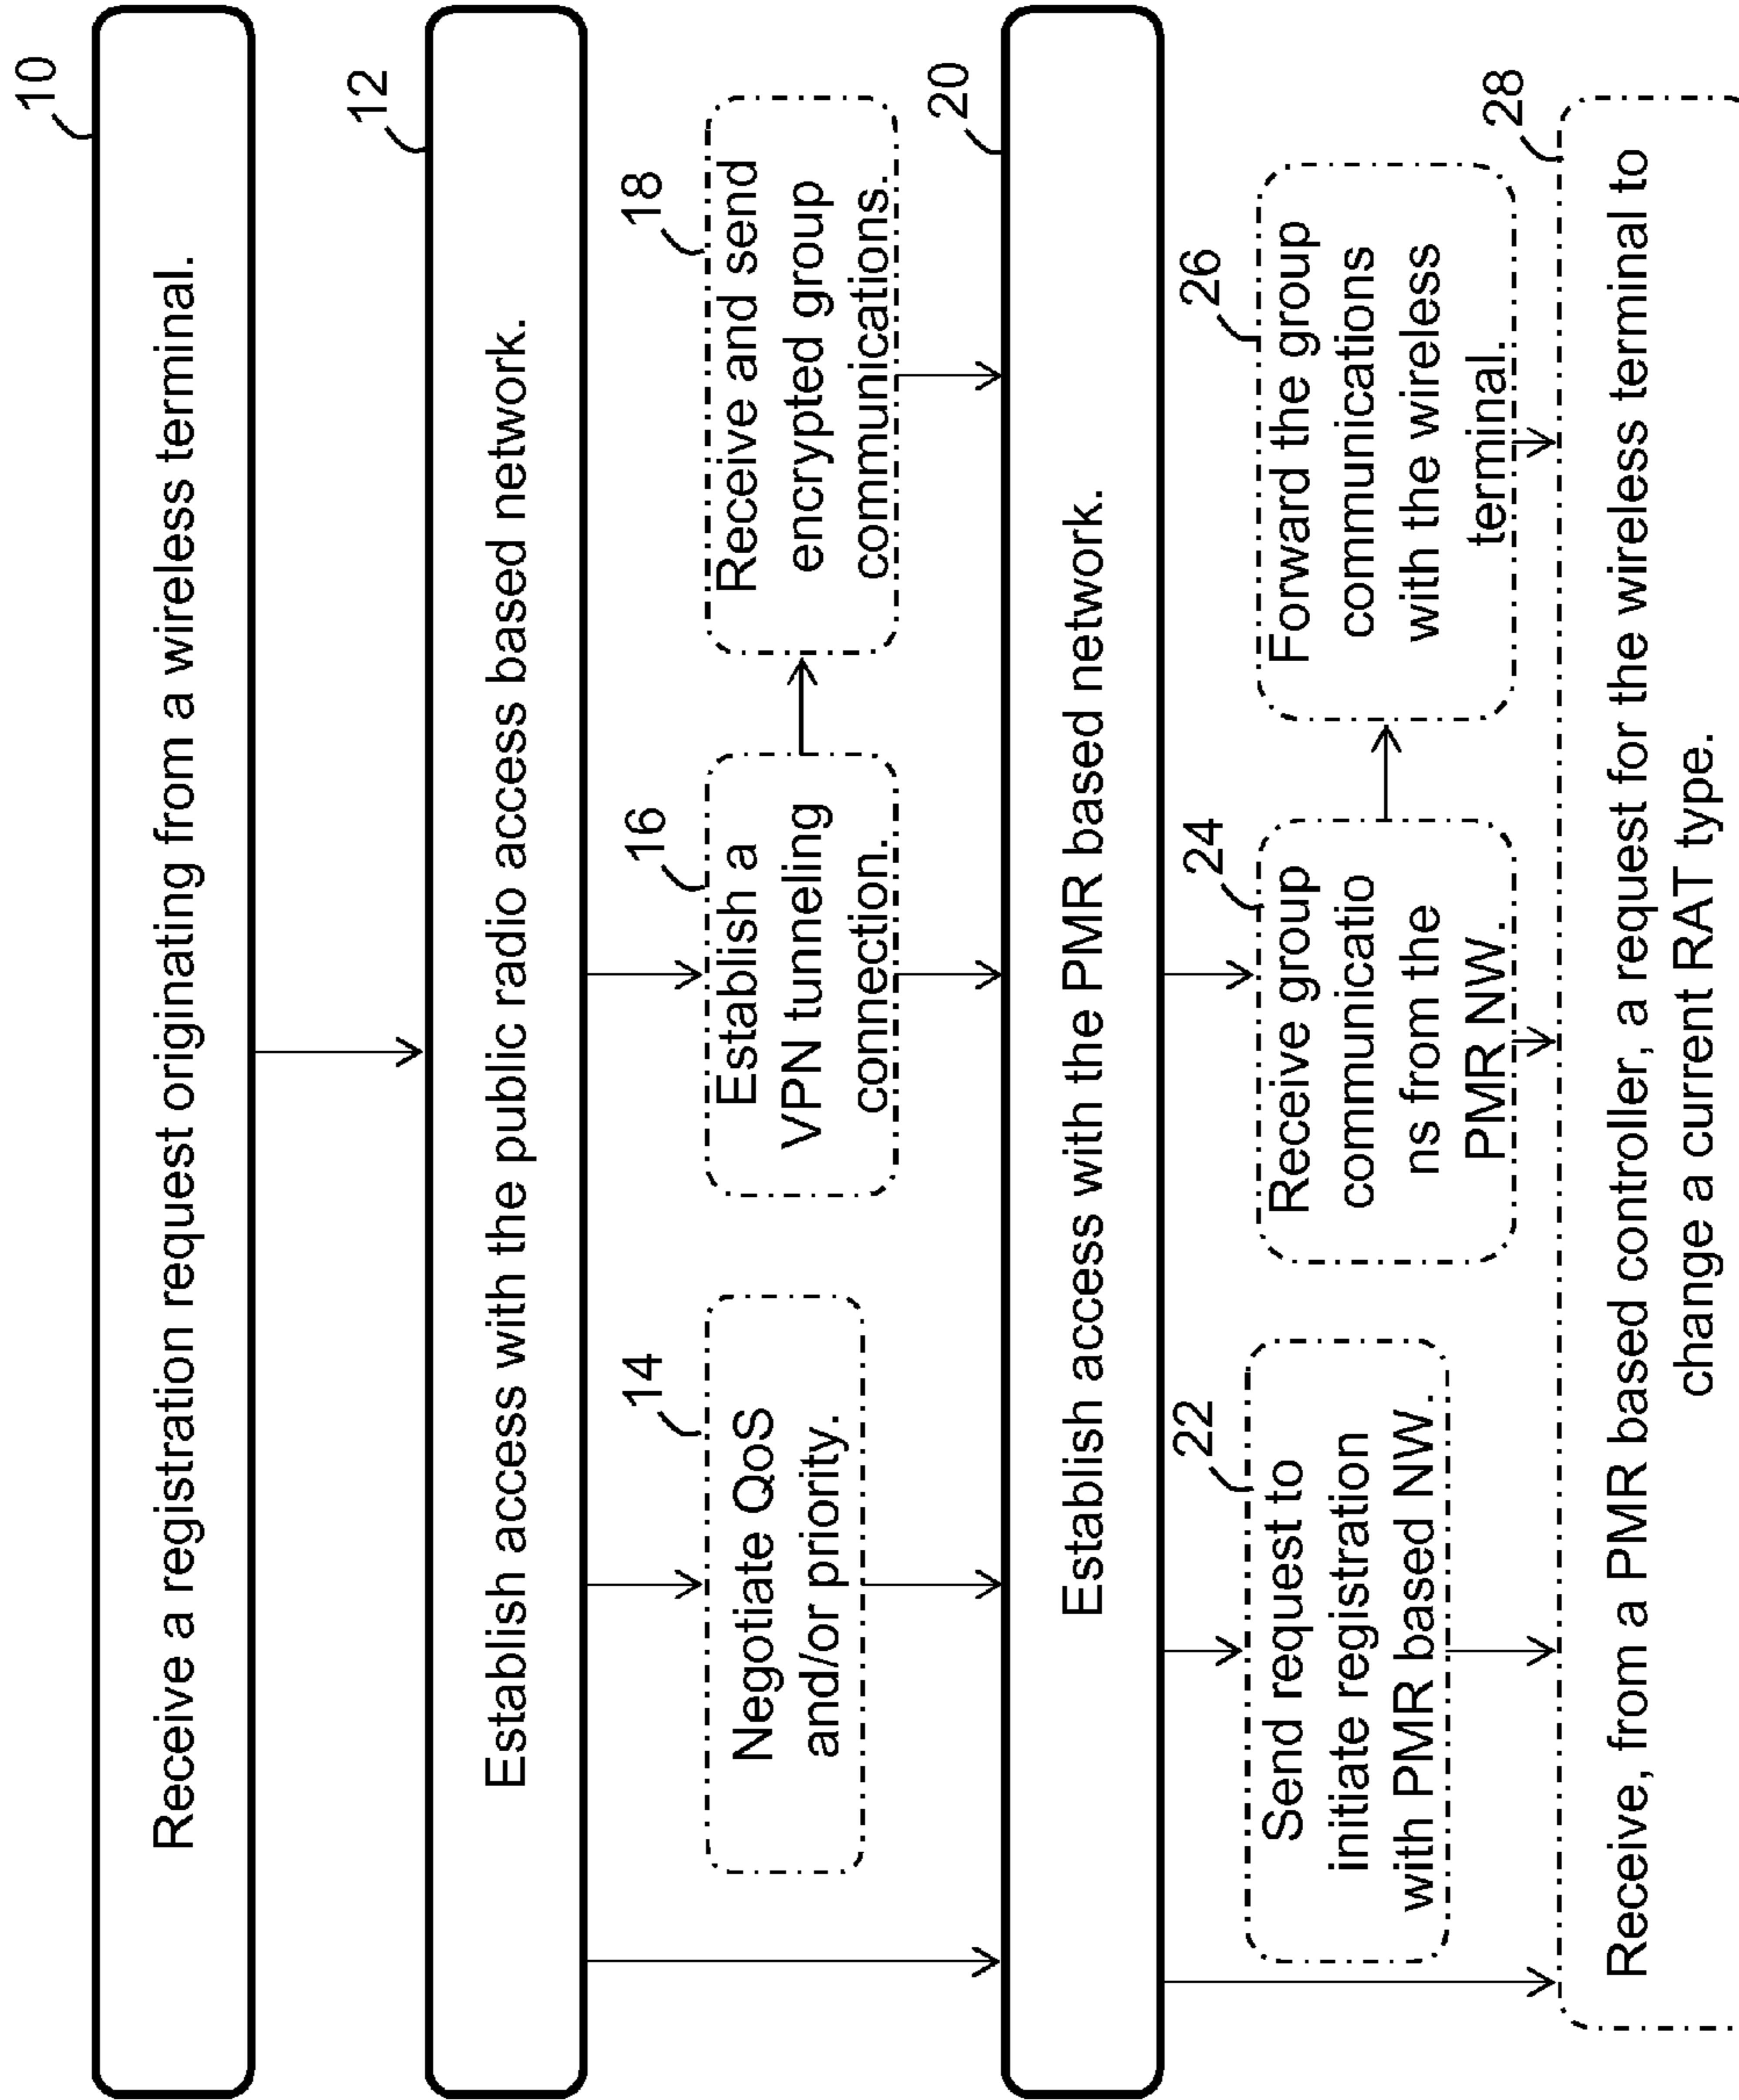 10
Receive a registration request originating from a wireless terminal.
12
Establish access with the public radio access based network.
14
Negotiate QoS
and/or priority.
16
Establish a
VPN tunneling
connection.
18
Receive and send
encrypted group
communications.
20
Establish access with the PMR based network.
22
Send request to
initiate registration
with PMR based NW.
24
Receive group
communicatio
ns from the
PMR NW.
26
Forward the group
communications
with the wireless
terminal.
28
Receive, from a PMR based controller, a request for the wireless terminal to
change a current RAT type.